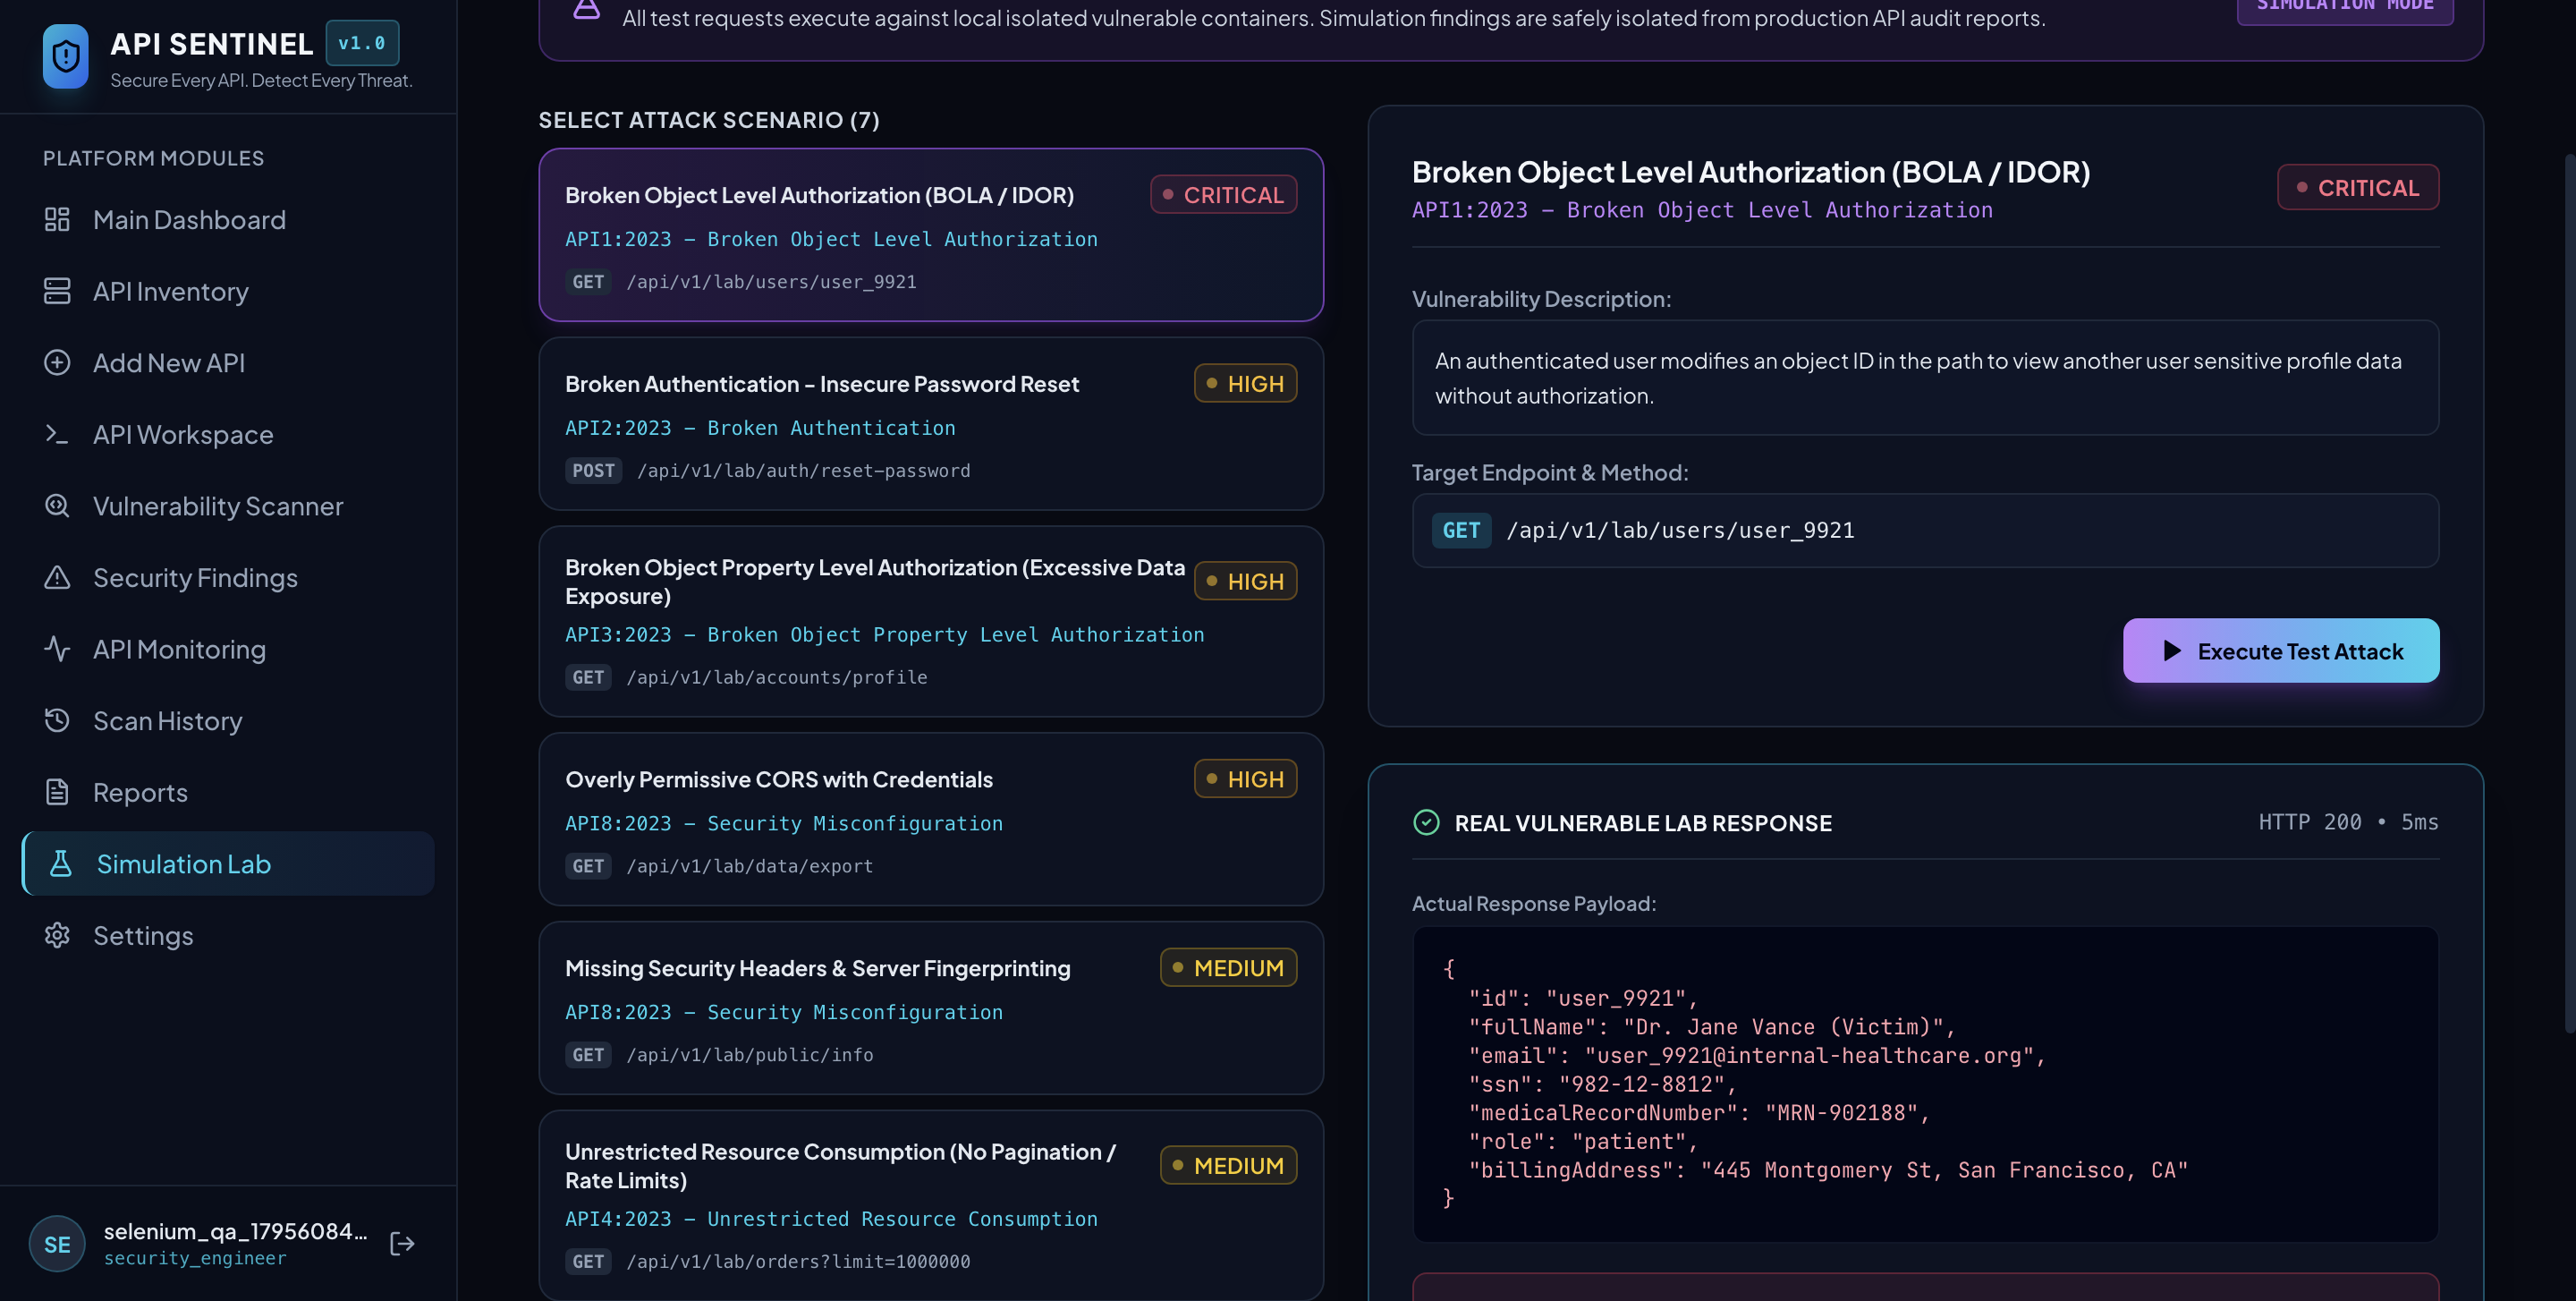 API SENTINEL v1.0
Secure Every API. Detect Every Threat.
PLATFORM MODULES
Main Dashboard
API Inventory
Add New API
API Workspace
Vulnerability Scanner
Security Findings
API Monitoring
Scan History
Reports
Simulation Lab
Settings
SE
selenium_qa_17956084...
security_engineer
All test requests execute against local isolated vulnerable containers. Simulation findings are safely isolated from production API audit reports.
SIMULATION MODE
SELECT ATTACK SCENARIO (7)
Broken Object Level Authorization (BOLA / IDOR)
CRITICAL
API1:2023 – Broken Object Level Authorization
GET /api/v1/lab/users/user_9921
Broken Authentication – Insecure Password Reset
HIGH
API2:2023 – Broken Authentication
POST /api/v1/lab/auth/reset-password
Broken Object Property Level Authorization (Excessive Data
Exposure)
HIGH
API3:2023 – Broken Object Property Level Authorization
GET /api/v1/lab/accounts/profile
Overly Permissive CORS with Credentials
HIGH
API8:2023 – Security Misconfiguration
GET /api/v1/lab/data/export
Missing Security Headers & Server Fingerprinting
MEDIUM
API8:2023 – Security Misconfiguration
GET /api/v1/lab/public/info
Unrestricted Resource Consumption (No Pagination /
Rate Limits)
MEDIUM
API4:2023 – Unrestricted Resource Consumption
GET /api/v1/lab/orders?limit=1000000
Broken Object Level Authorization (BOLA / IDOR)
API1:2023 – Broken Object Level Authorization
CRITICAL
Vulnerability Description:
An authenticated user modifies an object ID in the path to view another user sensitive profile data
without authorization.
Target Endpoint & Method:
GET /api/v1/lab/users/user_9921
Execute Test Attack
REAL VULNERABLE LAB RESPONSE
HTTP 200 • 5ms
Actual Response Payload:
{
"id": "user_9921",
"fullName": "Dr. Jane Vance (Victim)",
"email": "user_9921@internal-healthcare.org",
"ssn": "982-12-8812",
"medicalRecordNumber": "MRN-902188",
"role": "patient",
"billingAddress": "445 Montgomery St, San Francisco, CA"
}